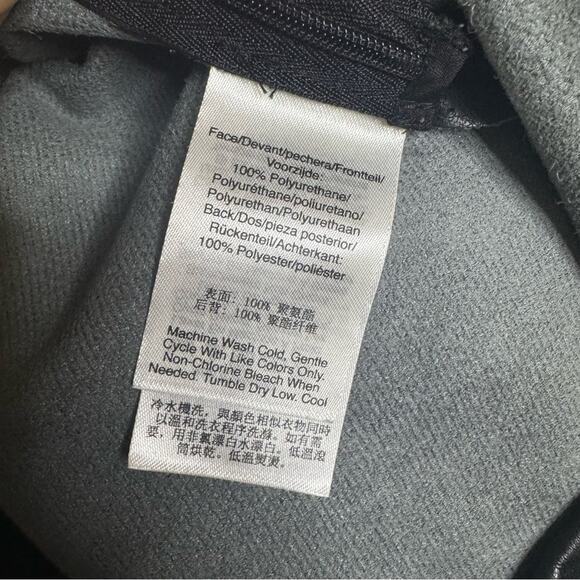 Face/Devant/pechera/Frontteil/
Voorzijde:
100% Polyurethane/
Polyuréthane/poliuretano/
Polyurethan/Polyurethaan
Back/Dos/pieza posterior/
Rückenteil/Achterkant:
100% Polyester/poliéster
表面: 100% 聚氨酯
后背: 100% 聚酯纤维
Machine Wash Cold, Gentle
Cycle With Like Colors Only.
Non-Chlorine Bleach When
Needed. Tumble Dry Low. Cool
冷水機洗, 與顏色相似衣物同時
以溫和衣程序洗滌. 如有需
要, 用非氯漂白水漂白. 低溫滾
筒烘乾. 低溫熨燙.